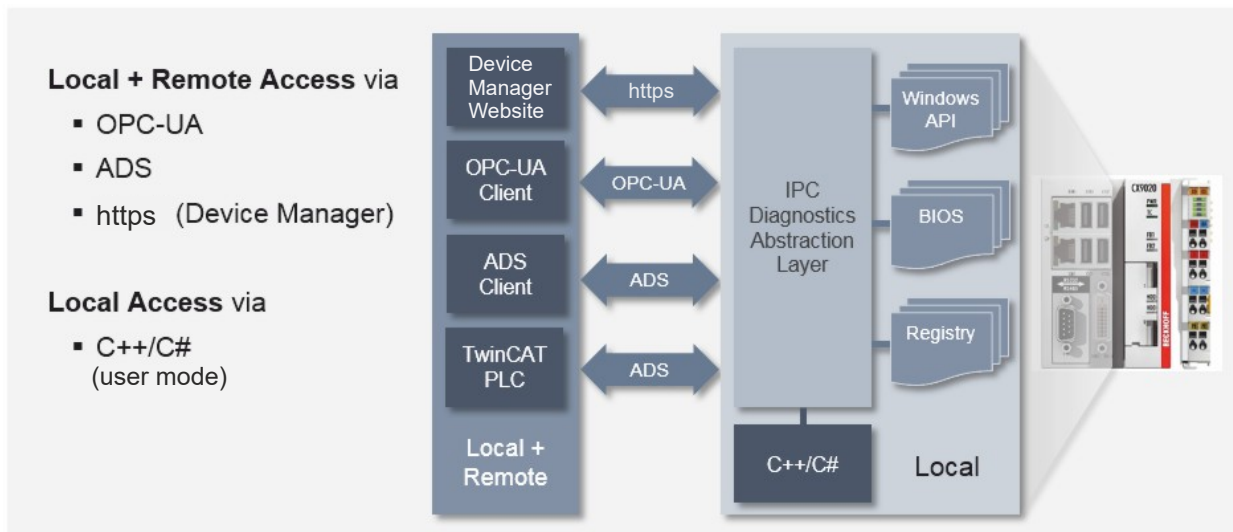 Local + Remote Access via
▪ OPC-UA
▪ ADS
▪ https (Device Manager)
Local Access via
▪ C++/C#
(user mode)
Device
Manager
Website
OPC-UA
Client
ADS
Client
TwinCAT
PLC
Local +
Remote
https
OPC-UA
ADS
ADS
IPC
Diagnostics
Abstraction
Layer
C++/C#
Windows
API
BIOS
Registry
Local
CX9020
BECKHOFF